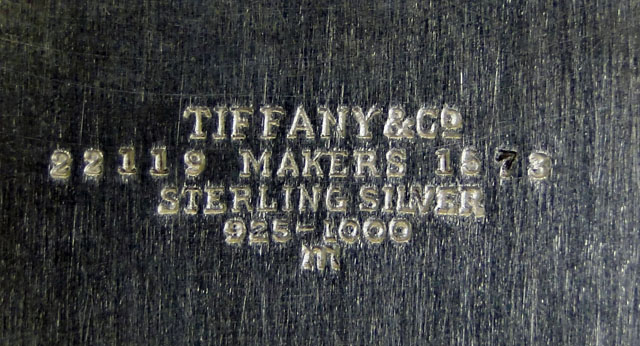 TIFFANY & Co
22119 MAKERS 1573
STERLING SILVER
925-1000
m